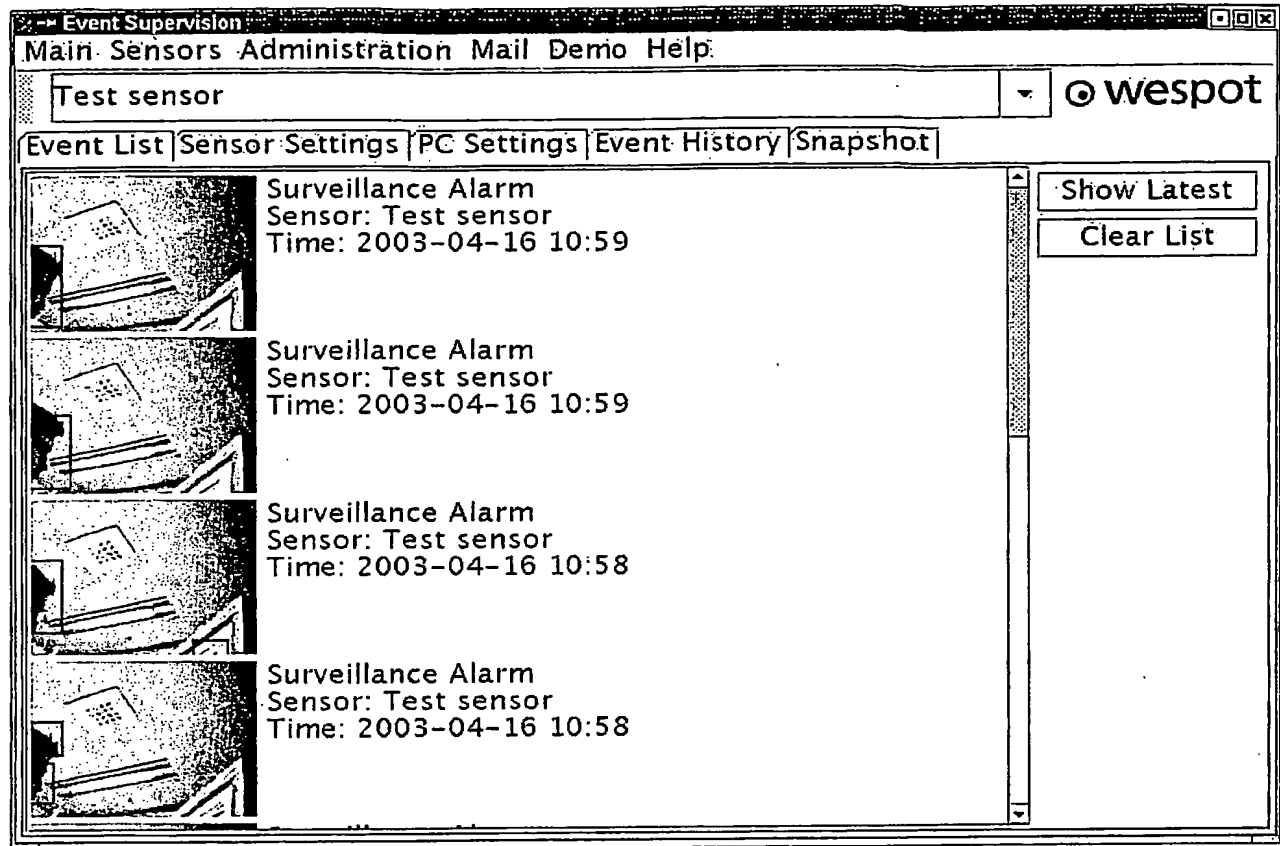 Event Supervision
Main Sensors Administration Mail Demo Help
Test sensor
wespot
Event List Sensor Settings PC Settings Event History Snapshot
Surveillance Alarm
Sensor: Test sensor
Time: 2003-04-16 10:59
Show Latest
Clear List
Surveillance Alarm
Sensor: Test sensor
Time: 2003-04-16 10:59
Surveillance Alarm
Sensor: Test sensor
Time: 2003-04-16 10:58
Surveillance Alarm
Sensor: Test sensor
Time: 2003-04-16 10:58